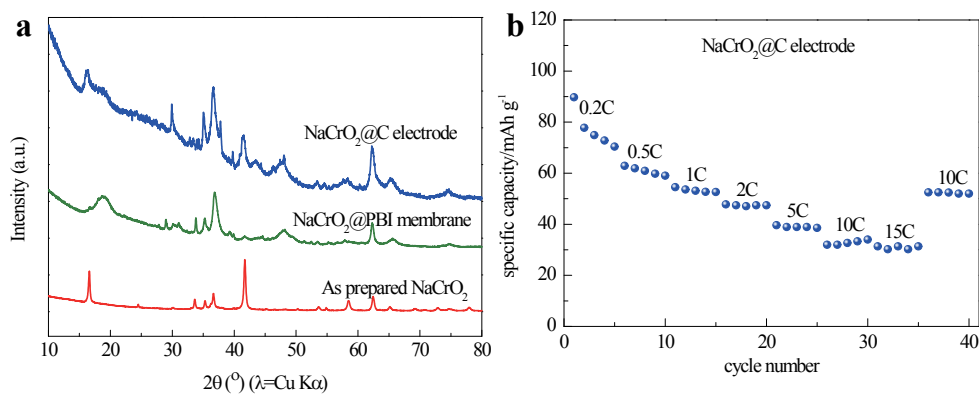 a
Intensity (a.u.)
NaCrO₂@C electrode
NaCrO₂@PBI membrane
As prepared NaCrO₂
10 20 30 40 50 60 70 80
2θ (°) (λ=Cu Kα)
b
NaCrO₂@C electrode
specific capacity/mAh g⁻¹
120
100
80
60
40
20
0
0.2C
0.5C
1C
2C
5C
10C
15C
10C
0 10 20 30 40
cycle number